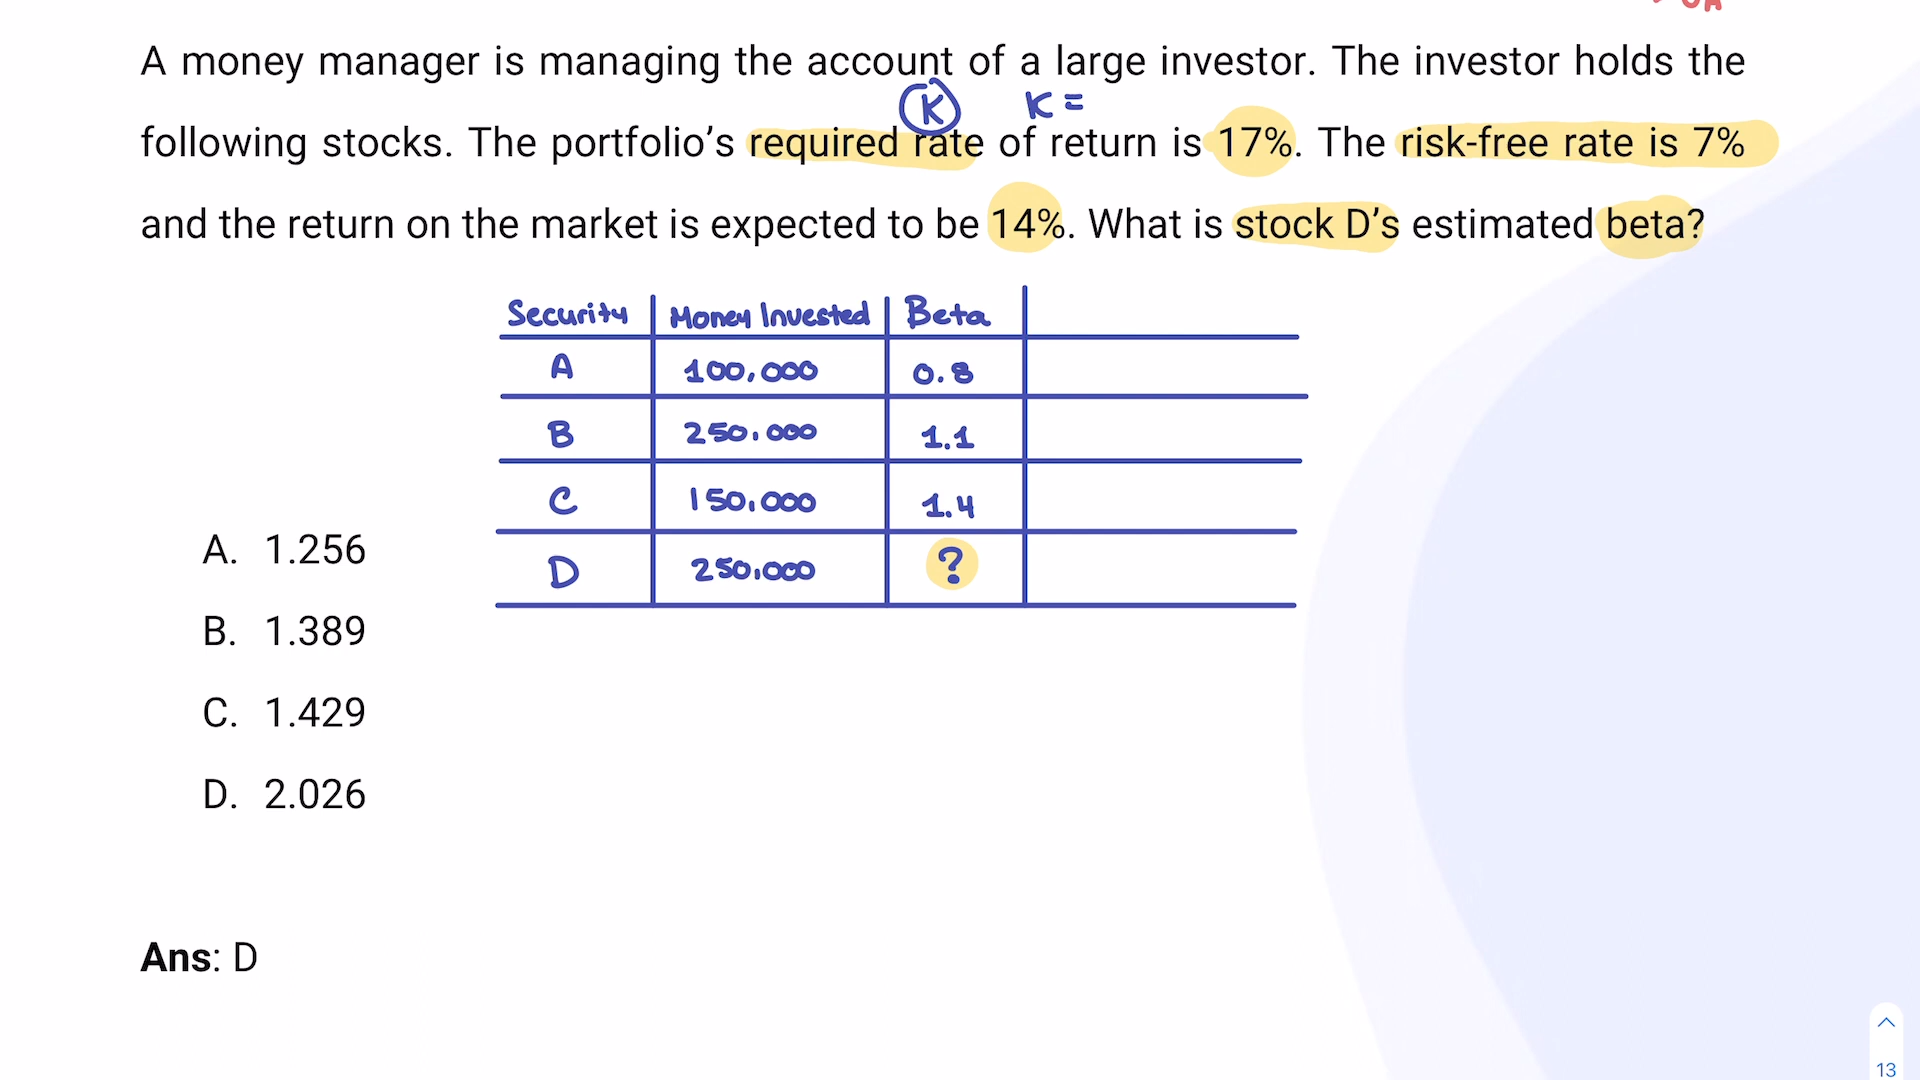 A money manager is managing the account of a large investor. The investor holds the
K K =
following stocks. The portfolio’s required rate of return is 17%. The risk-free rate is 7%
and the return on the market is expected to be 14%. What is stock D’s estimated beta?
Security Money Invested Beta
A 100,000 0.8
B 250,000 1.1
C 150,000 1.4
D 250,000 ?
A. 1.256
B. 1.389
C. 1.429
D. 2.026
Ans: D
13